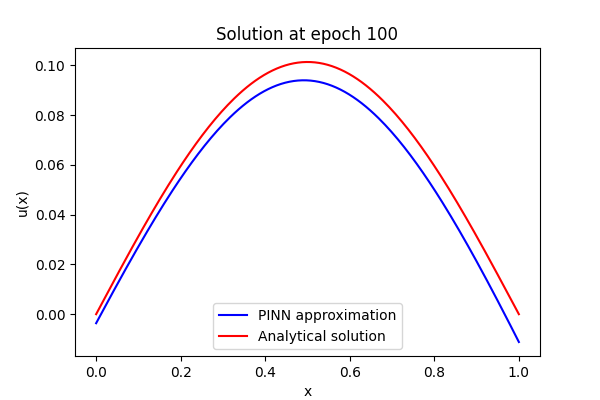 Solution at epoch 100
u(x)
0.10
0.08
0.06
0.04
0.02
0.00
PINN approximation
Analytical solution
0.0 0.2 0.4 0.6 0.8 1.0
x